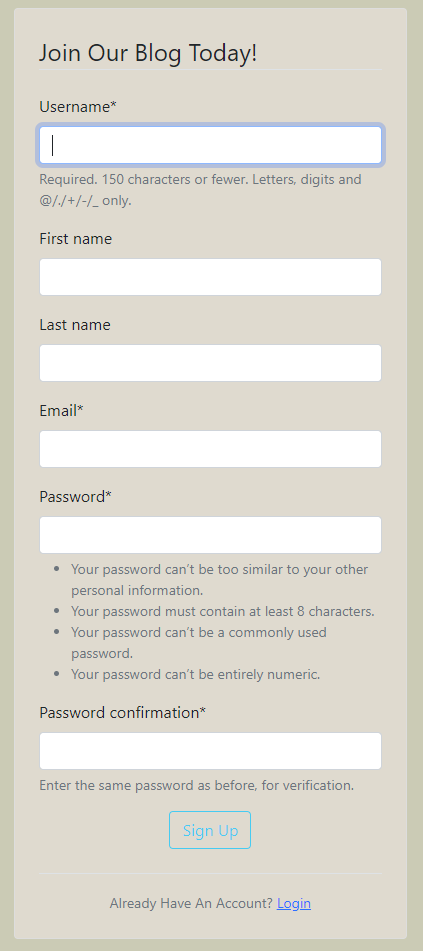 Join Our Blog Today!
Username*
Required. 150 characters or fewer. Letters, digits and
@/./+/-/_ only.
First name
Last name
Email*
Password*
• Your password can’t be too similar to your other
personal information.
• Your password must contain at least 8 characters.
• Your password can’t be a commonly used
password.
• Your password can’t be entirely numeric.
Password confirmation*
Enter the same password as before, for verification.
Sign Up
Already Have An Account? Login